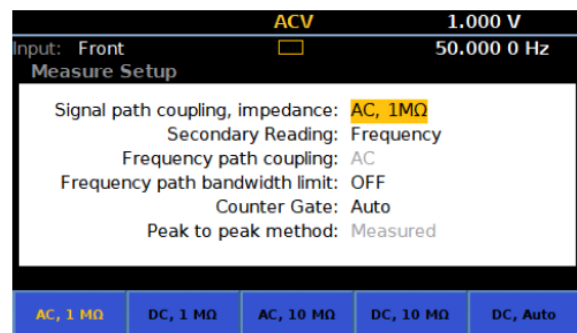 ACV 1.000 V
Input: Front 50.000 0 Hz
Measure Setup
Signal path coupling, impedance: AC, 1MΩ
Secondary Reading: Frequency
Frequency path coupling: AC
Frequency path bandwidth limit: OFF
Counter Gate: Auto
Peak to peak method: Measured
AC, 1 MΩ DC, 1 MΩ AC, 10 MΩ DC, 10 MΩ DC, Auto